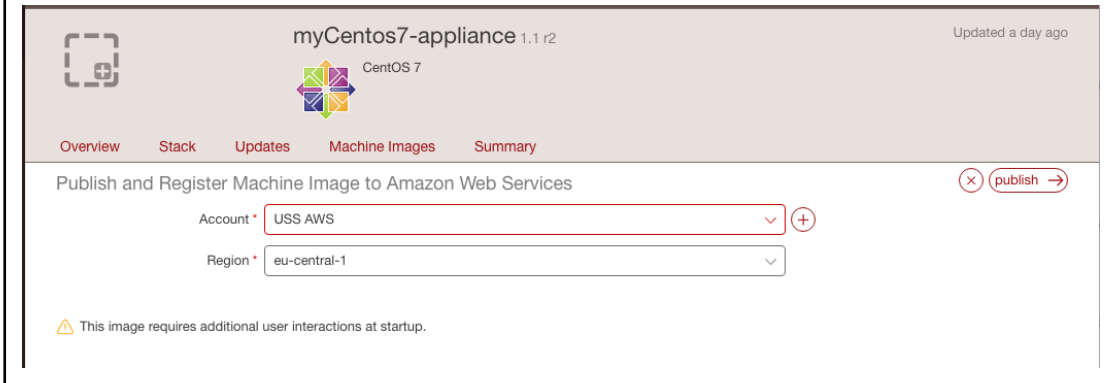 myCentos7-appliance 1.1 r2
Updated a day ago
CentOS 7
Overview Stack Updates Machine Images Summary
Publish and Register Machine Image to Amazon Web Services
publish
Account * USS AWS
Region * eu-central-1
This image requires additional user interactions at startup.